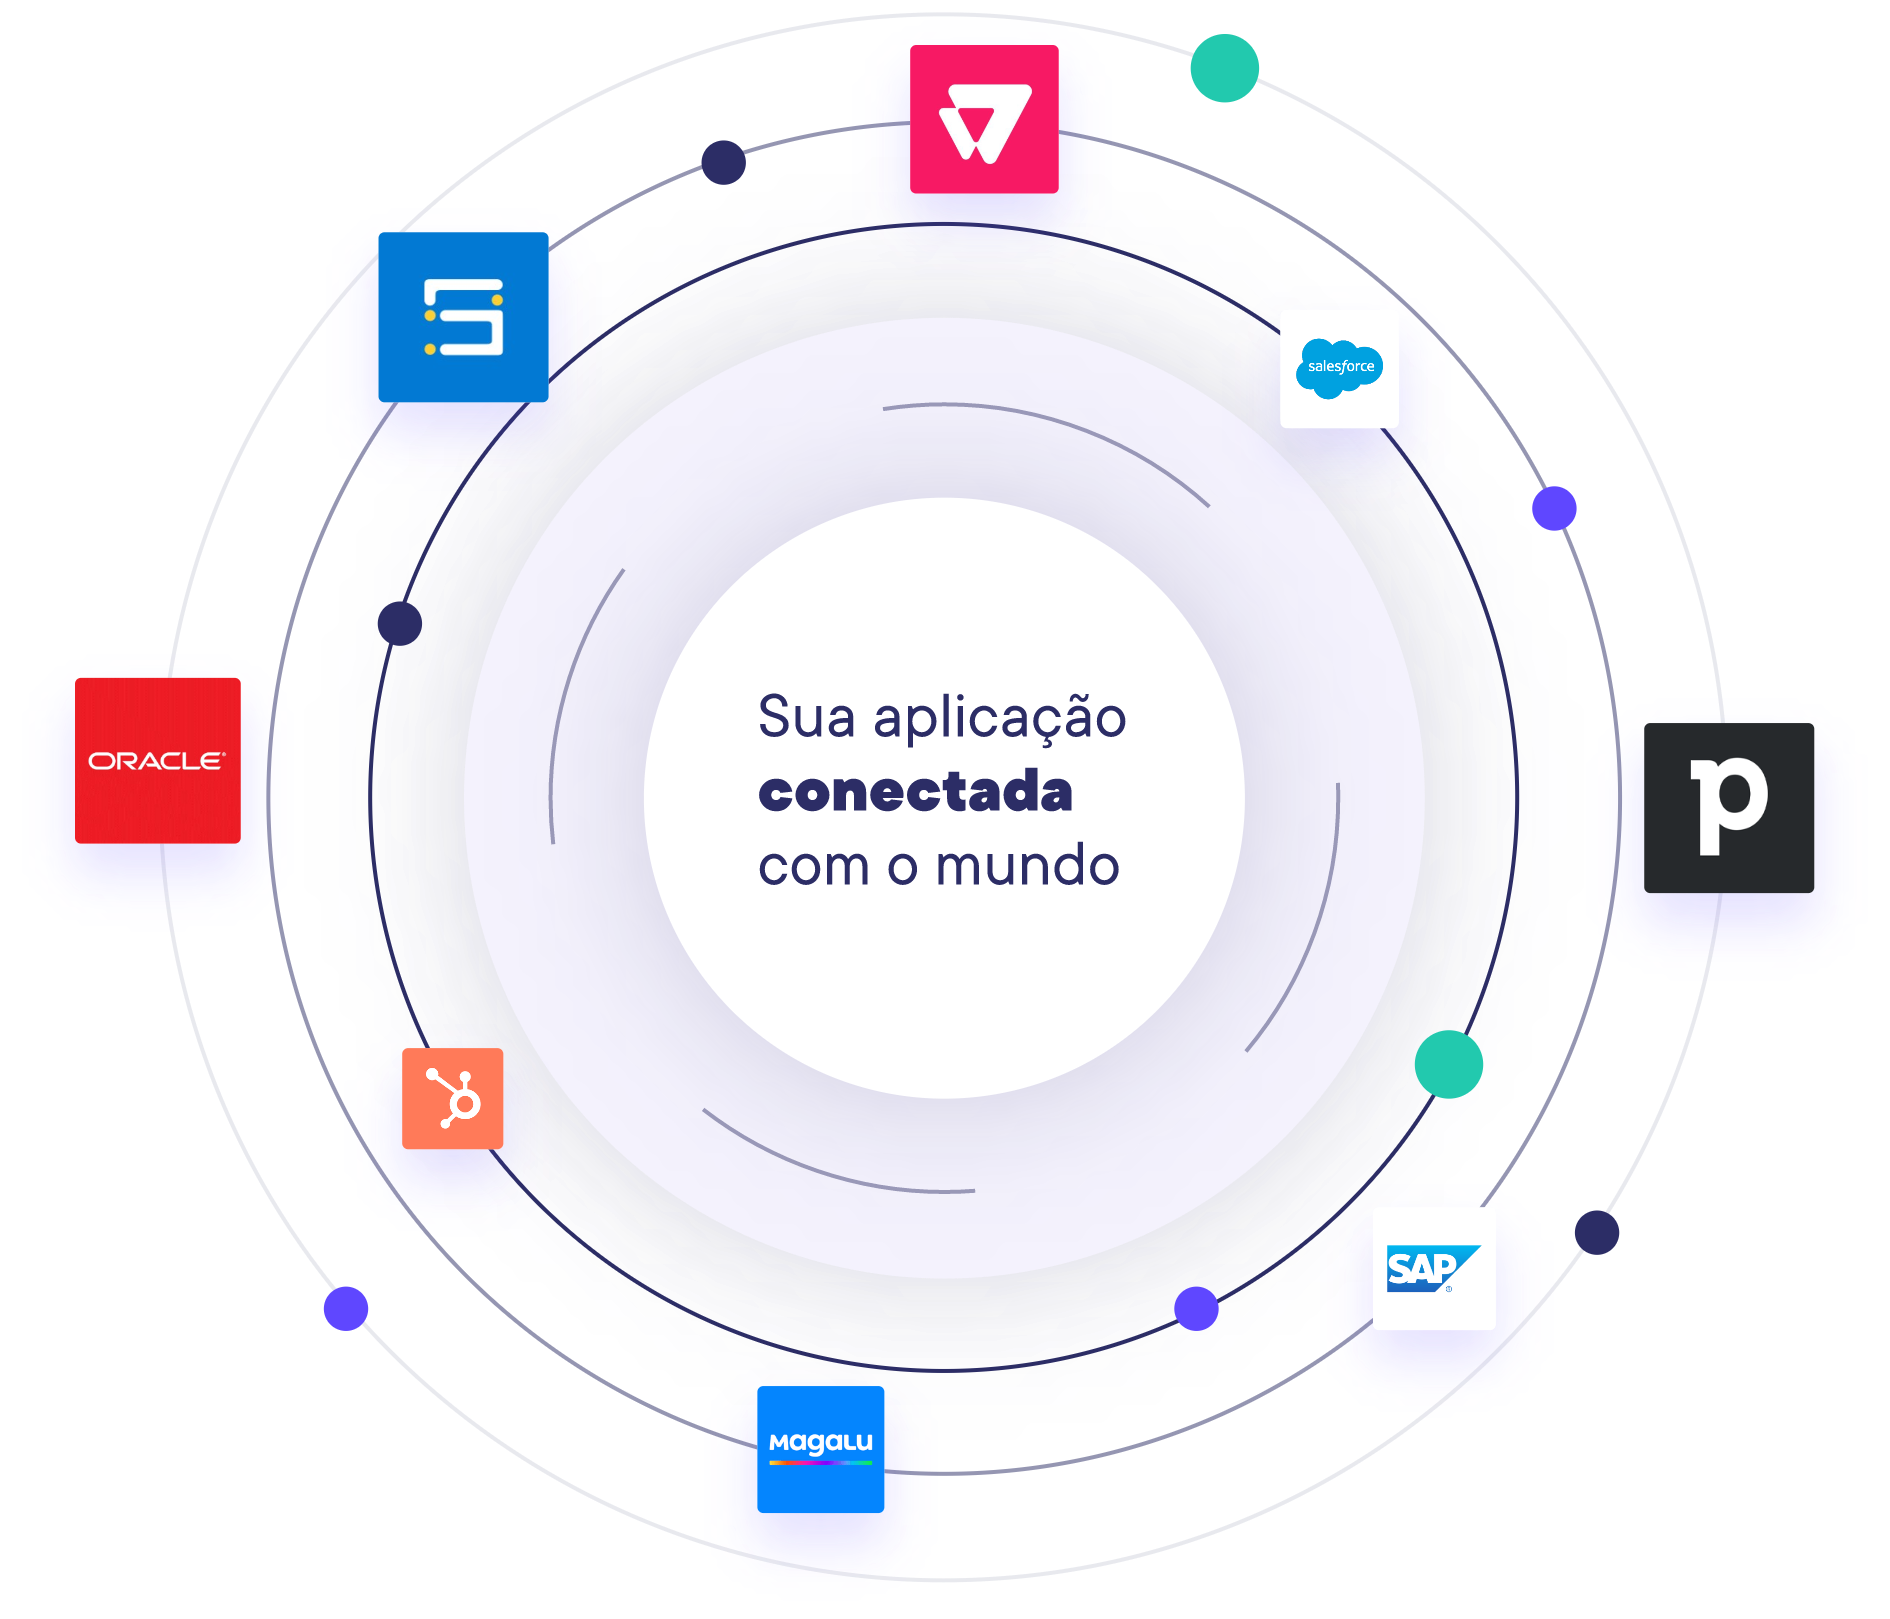 salesforce
Sua aplicação
conectada
com o mundo
ORACLE®
p
SAP®
Magalu